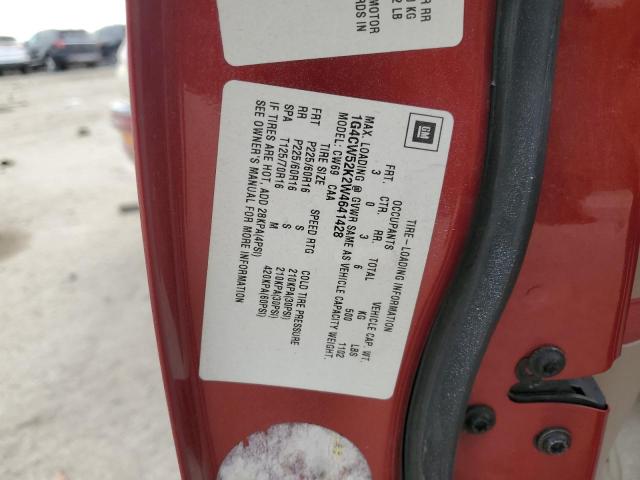 RR RR
KG
2 LB
MOTOR
RDS IN
GM
TIRE-LOADING INFORMATION
OCCUPANTS VEHICLE CAP. WT.
FRT. CTR. RR. TOTAL KG LBS
3 0 3 6 500 1102
MAX. LOADING @ GVWR SAME AS VEHICLE CAPACITY WEIGHT.
1G4CW52K2W4641428
MODEL: CW69 CAA
TIRE SIZE SPEED RTG COLD TIRE PRESSURE
FRT P225/60R16 S 210KPA(30PSI)
RR P225/60R16 S 210KPA(30PSI)
SPA T125/70R16 M 420KPA(60PSI)
IF TIRES ARE HOT, ADD 28KPA(4PSI)
SEE OWNER'S MANUAL FOR MORE INFORMATION